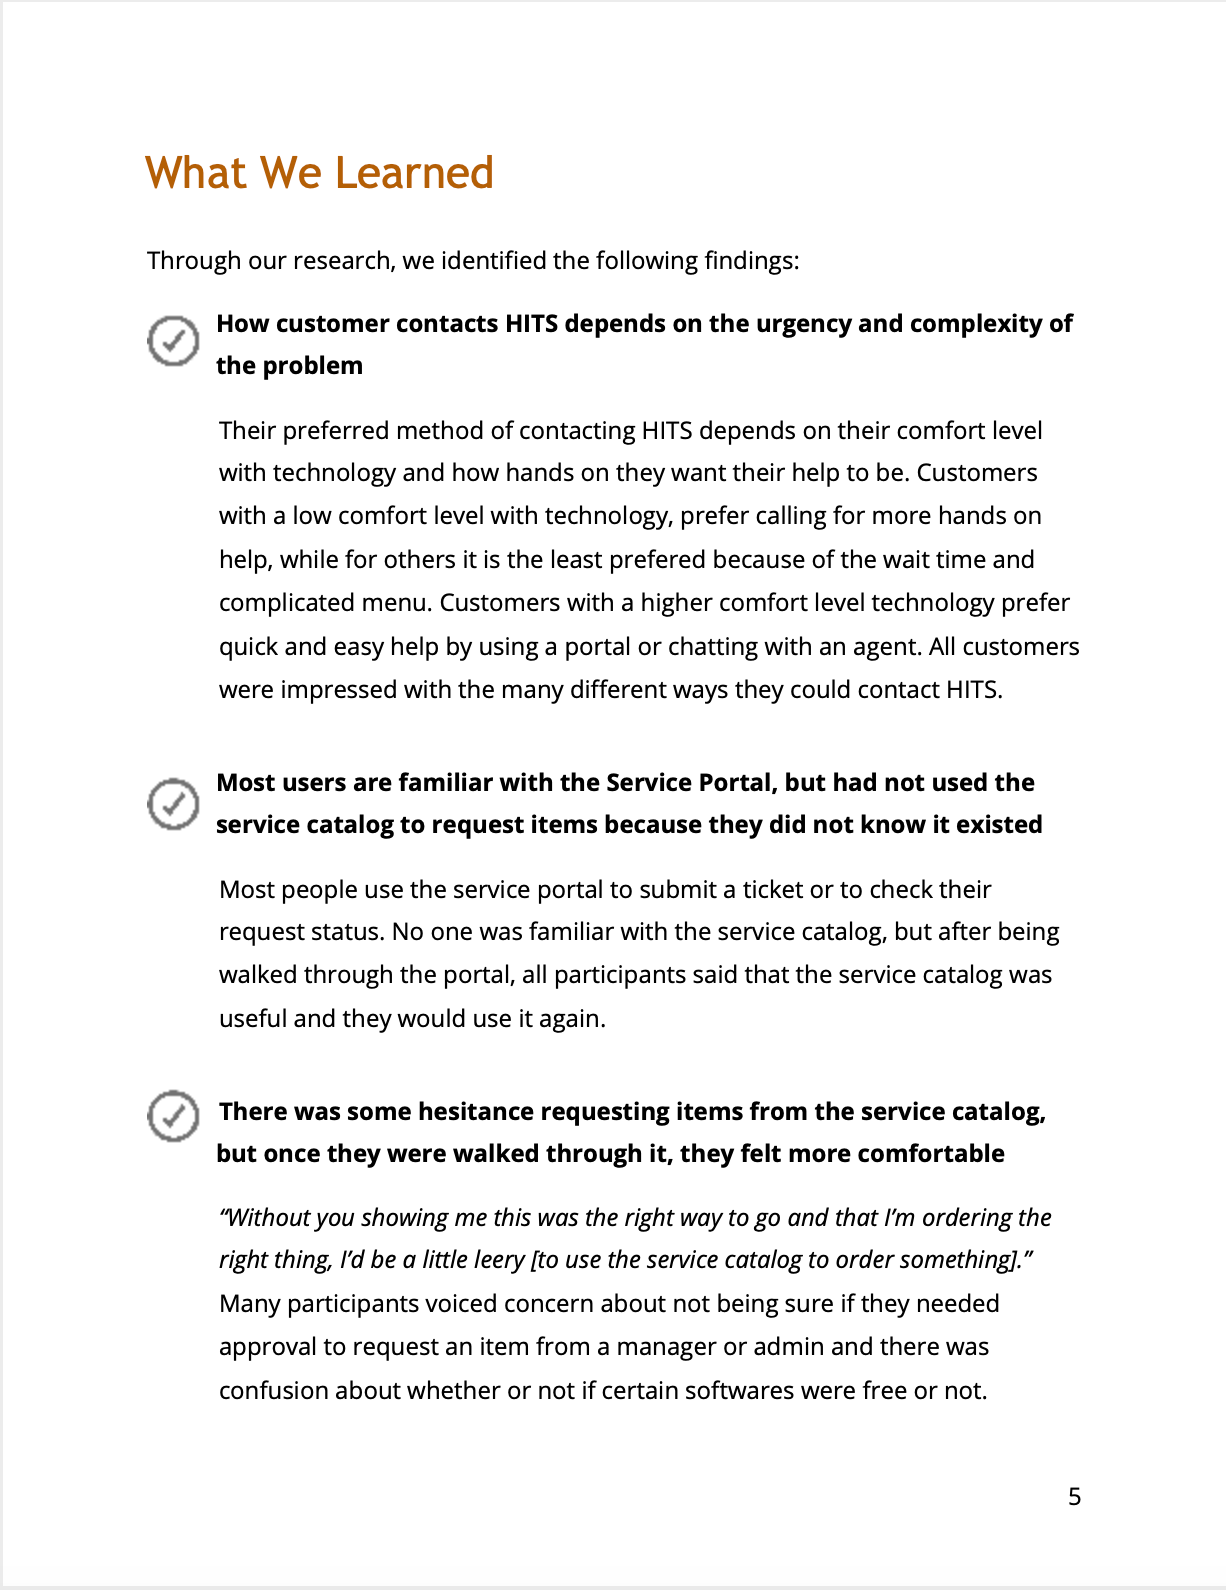 What We Learned
Through our research, we identified the following findings:
How customer contacts HITS depends on the urgency and complexity of
the problem
Their preferred method of contacting HITS depends on their comfort level
with technology and how hands on they want their help to be. Customers
with a low comfort level with technology, prefer calling for more hands on
help, while for others it is the least prefered because of the wait time and
complicated menu. Customers with a higher comfort level technology prefer
quick and easy help by using a portal or chatting with an agent. All customers
were impressed with the many different ways they could contact HITS.
Most users are familiar with the Service Portal, but had not used the
service catalog to request items because they did not know it existed
Most people use the service portal to submit a ticket or to check their
request status. No one was familiar with the service catalog, but after being
walked through the portal, all participants said that the service catalog was
useful and they would use it again.
There was some hesitance requesting items from the service catalog,
but once they were walked through it, they felt more comfortable
“Without you showing me this was the right way to go and that I’m ordering the
right thing, I’d be a little leery [to use the service catalog to order something].”
Many participants voiced concern about not being sure if they needed
approval to request an item from a manager or admin and there was
confusion about whether or not if certain softwares were free or not.
5